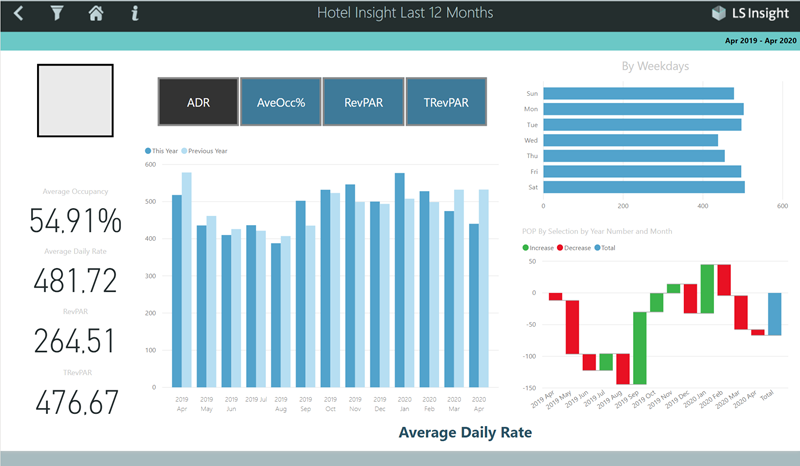 Hotel Insight Last 12 Months
LS Insight
Apr 2019 - Apr 2020
ADR
AveOcc%
RevPAR
TRevPAR
Average Occupancy
54,91%
Average Daily Rate
481,72
RevPAR
264,51
TRevPAR
476,67
This Year
Previous Year
600
500
400
300
200
100
0
2019 Apr
2019 May
2019 Jun
2019 Jul
2019 Aug
2019 Sep
2019 Oct
2019 Nov
2019 Dec
2020 Jan
2020 Feb
2020 Mar
2020 Apr
Average Daily Rate
By Weekdays
Sun
Mon
Tue
Wed
Thu
Fri
Sat
0
200
400
600
POP By Selection by Year Number and Month
Increase
Decrease
Total
50
0
-50
-100
-150
2019 Apr
2019 May
2019 Jun
2019 Jul
2019 Aug
2019 Sep
2019 Oct
2019 Nov
2019 Dec
2020 Jan
2020 Feb
2020 Mar
2020 Apr
Total